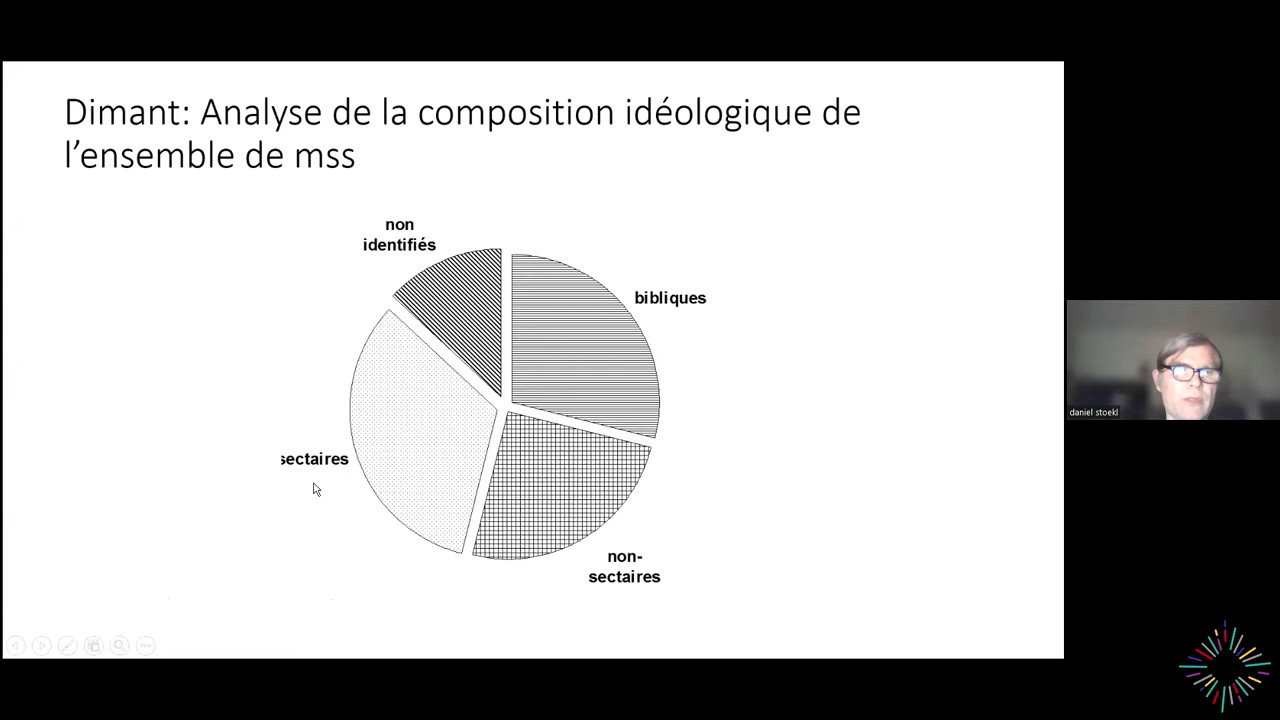 Dimant: Analyse de la composition idéologique de
l’ensemble de mss
non
identifiés
bibliques
sectaires
non-
sectaires
daniel stoekl